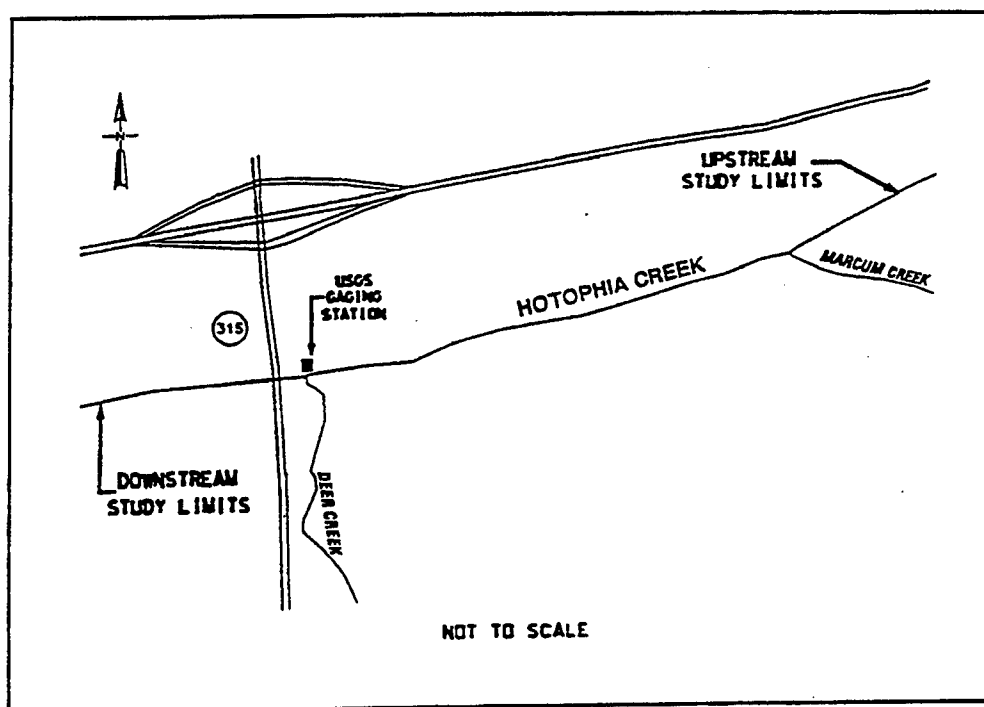 N
UPSTREAM
STUDY LIMITS
MARCUM CREEK
HOTOPHIA CREEK
USGS
GAGING
STATION
315
DOWNSTREAM
STUDY LIMITS
DEER CREEK
NOT TO SCALE